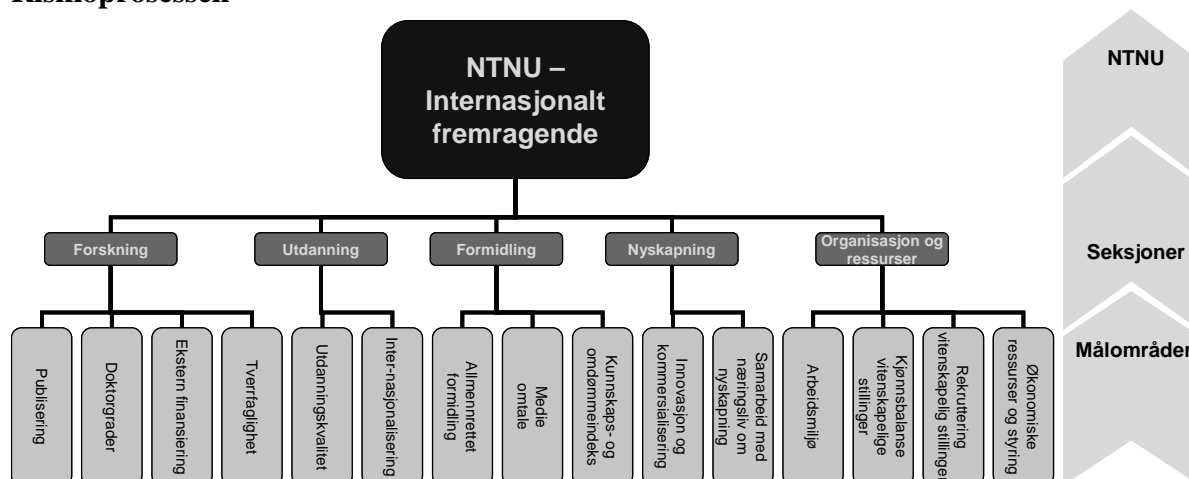 NTNU –
Internasjonalt
fremragende
NTNU
Forskning
Utdanning
Formidling
Nyskapning
Organisasjon og
ressurser
Seksjoner
Publisering
Doktorgrader
Ekstern finansiering
Tverrfaglighet
Utdanningskvalitet
Inter-nasjonalisering
Allmennrettet
formidling
Medie
omtale
Kunnskaps- og
omdømmeindeks
Innovasjon og
kommersialisering
Samarbeid med
næringsliv om
nyskapning
Arbeidsmiljø
Kjønnsbalanse
vitenskapelige
stillinger
Rekruttering
vitenskapelig stillinger
Økonomiske
ressurser og styring
Målområder